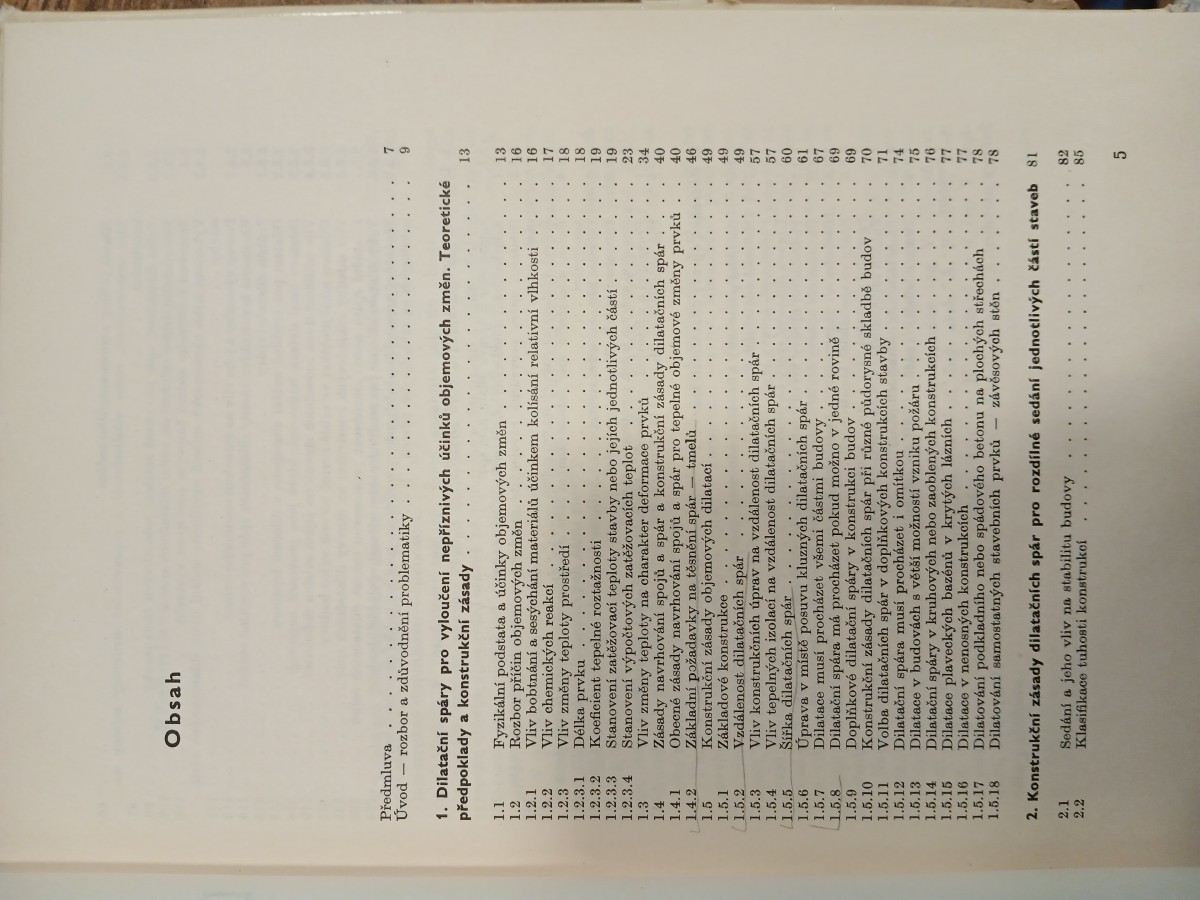 Obsah
Předmluva . . . . . . . . . . . . . . . . . . . . . . 7
Úvod — rozbor a zdůvodnění problematiky . . . . . . . . . . . . . . 9
1. Dilatační spáry pro vyloučení nepříznivých účinků objemových změn. Teoretické
předpoklady a konstrukční zásady . . . . . . . . . . . . . . . . 13
1.1 Fyzikální podstata a účinky objemových změn . . . . . . . . . . . 13
1.2 Rozbor příčin objemových změn . . . . . . . . . . . . . . . 16
1.2.1 Vliv bobtnání a sesýchání materiálů účinkem kolísání relativní vlhkosti . . . . 16
1.2.2 Vliv chemických reakcí . . . . . . . . . . . . . . . . . 17
1.2.3 Vliv změny teploty prostředí . . . . . . . . . . . . . . . . 18
1.2.3.1 Délka prvku . . . . . . . . . . . . . . . . . . . . 18
1.2.3.2 Koeficient tepelné roztažnosti . . . . . . . . . . . . . . . . 19
1.2.3.3 Stanovení zatěžovací teploty stavby nebo jejích jednotlivých částí . . . . . 19
1.2.3.4 Stanovení výpočtových zatěžovacích teplot . . . . . . . . . . . 23
1.3 Vliv změny teploty na charakter deformace prvků . . . . . . . . . . 34
1.4 Zásady navrhování spojů a spár a konstrukční zásady dilatačních spár . . . . 40
1.4.1 Obecné zásady navrhování spojů a spár pro tepelné objemové změny prvků . . 40
1.4.2 Základní požadavky na těsnění spár — tmelů . . . . . . . . . . . 46
1.5 Konstrukční zásady objemových dilatací . . . . . . . . . . . . . 49
1.5.1 Základové konstrukce . . . . . . . . . . . . . . . . . . 49
1.5.2 Vzdálenost dilatačních spár . . . . . . . . . . . . . . . . 49
1.5.3 Vliv konstrukčních úprav na vzdálenost dilatačních spár . . . . . . . . 57
1.5.4 Vliv tepelných izolací na vzdálenost dilatačních spár . . . . . . . . . 57
1.5.5 Šířka dilatačních spár . . . . . . . . . . . . . . . . . . 60
1.5.6 Úprava v místě posuvu kluzných dilatačních spár . . . . . . . . . . 61
1.5.7 Dilatace musí procházet všemi částmi budovy . . . . . . . . . . . 67
1.5.8 Dilatační spára má procházet pokud možno v jedné rovině . . . . . . . 69
1.5.9 Doplňkové dilatační spáry v konstrukci budov . . . . . . . . . . . 69
1.5.10 Konstrukční zásady dilatačních spár při různé půdorysné skladbě budov . . . 70
1.5.11 Volba dilatačních spár v doplňkových konstrukcích stavby . . . . . . . 71
1.5.12 Dilatační spára musí procházet i omítkou . . . . . . . . . . . . 74
1.5.13 Dilatace v budovách s větší možností vzniku požáru . . . . . . . . . 75
1.5.14 Dilatační spáry v kruhových nebo zaoblených konstrukcích . . . . . . . 76
1.5.15 Dilatace plaveckých bazénů v krytých lázních . . . . . . . . . . . 77
1.5.16 Dilatace v nenosných konstrukcích . . . . . . . . . . . . . . 77
1.5.17 Dilatování podkladního nebo spádového betonu na plochých střechách . . . . 78
1.5.18 Dilatování samostatných stavebních prvků — závěsových stěn . . . . . . 78
2. Konstrukční zásady dilatačních spár pro rozdílné sedání jednotlivých částí staveb 81
2.1 Sedání a jeho vliv na stabilitu budovy . . . . . . . . . . . . . 82
2.2 Klasifikace tuhosti konstrukcí . . . . . . . . . . . . . . . . 85
5